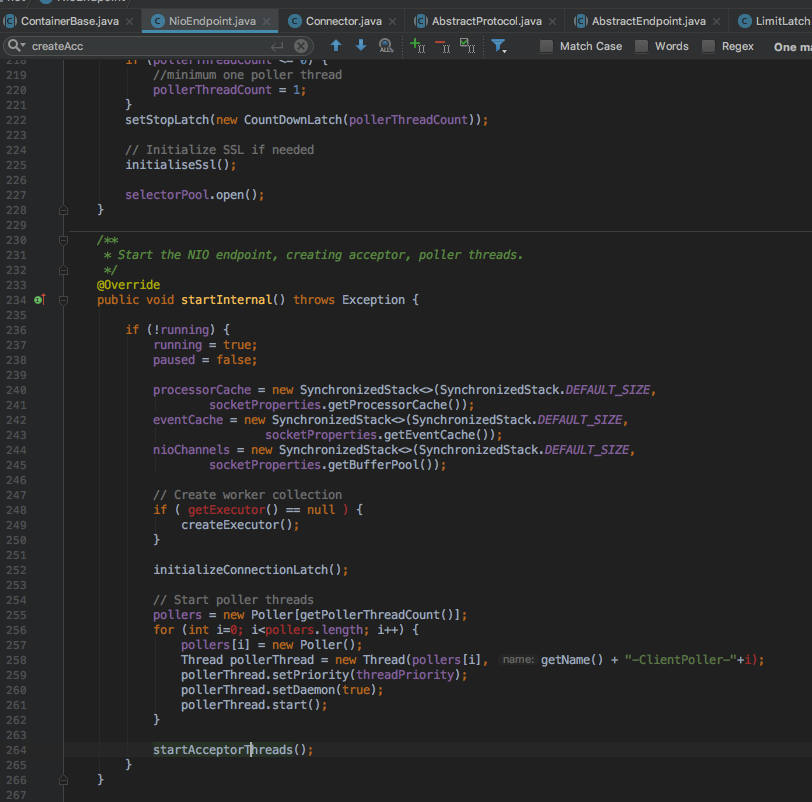 ContainerBase.java NioEndpoint.java Connector.java AbstractProtocol.java AbstractEndpoint.java LimitLatch
createAcc Match Case Words Regex One ma
218 if (pollerThreadCount <= 0) {
219 //minimum one poller thread
220 pollerThreadCount = 1;
221 }
222 setStopLatch(new CountDownLatch(pollerThreadCount));
223
224 // Initialize SSL if needed
225 initialiseSsl();
226
227 selectorPool.open();
228 }
229
230 /**
231 * Start the NIO endpoint, creating acceptor, poller threads.
232 */
233 @Override
234 public void startInternal() throws Exception {
235
236 if (!running) {
237 running = true;
238 paused = false;
239
240 processorCache = new SynchronizedStack<>(SynchronizedStack.DEFAULT_SIZE,
241 socketProperties.getProcessorCache());
242 eventCache = new SynchronizedStack<>(SynchronizedStack.DEFAULT_SIZE,
243 socketProperties.getEventCache());
244 nioChannels = new SynchronizedStack<>(SynchronizedStack.DEFAULT_SIZE,
245 socketProperties.getBufferPool());
246
247 // Create worker collection
248 if ( getExecutor() == null ) {
249 createExecutor();
250 }
251
252 initializeConnectionLatch();
253
254 // Start poller threads
255 pollers = new Poller[getPollerThreadCount()];
256 for (int i=0; i<pollers.length; i++) {
257 pollers[i] = new Poller();
258 Thread pollerThread = new Thread(pollers[i], name: getName() + "-ClientPoller-"+i);
259 pollerThread.setPriority(threadPriority);
260 pollerThread.setDaemon(true);
261 pollerThread.start();
262 }
263
264 startAcceptorThreads();
265 }
266 }
267